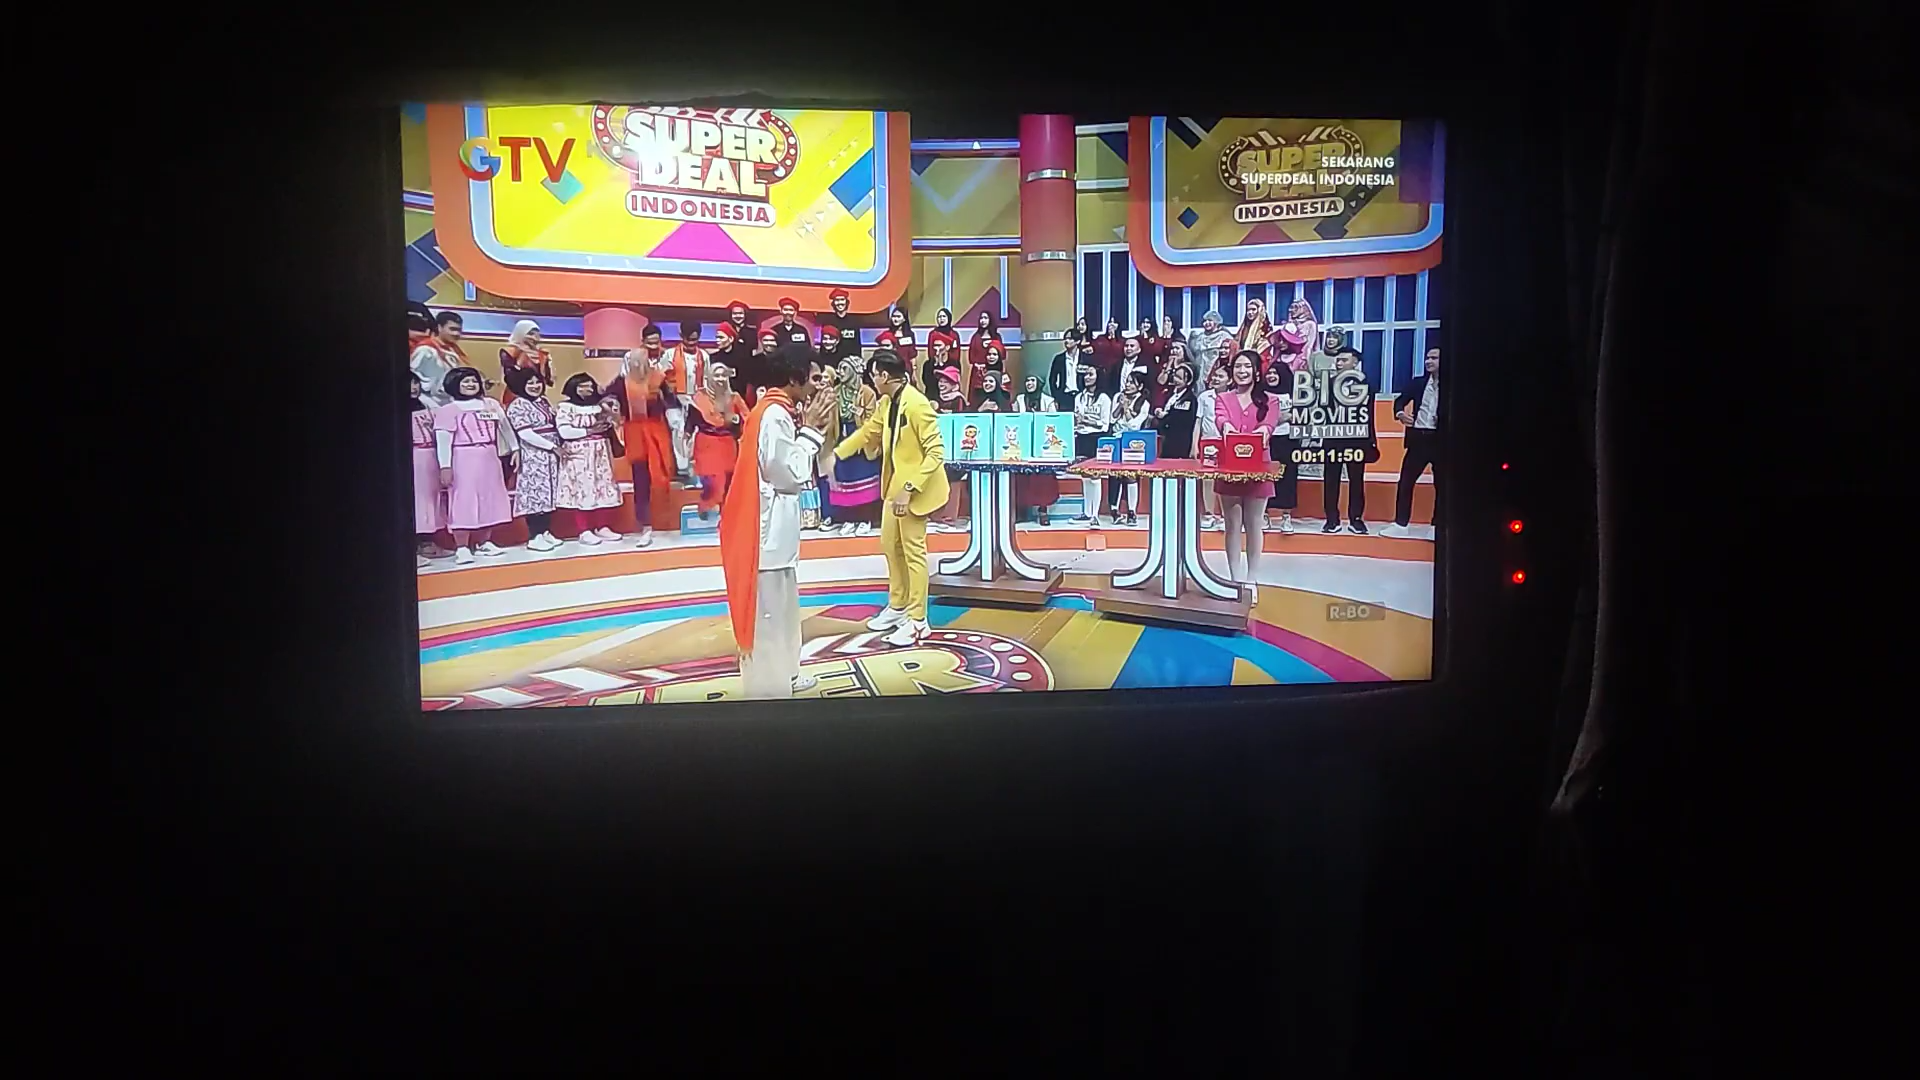 GTV
SUPER
DEAL
INDONESIA
SUPER
DEAL
INDONESIA
SEKARANG
SUPERDEAL INDONESIA
BIG
MOVIES
PLATINUM
00:11:50
R-BO